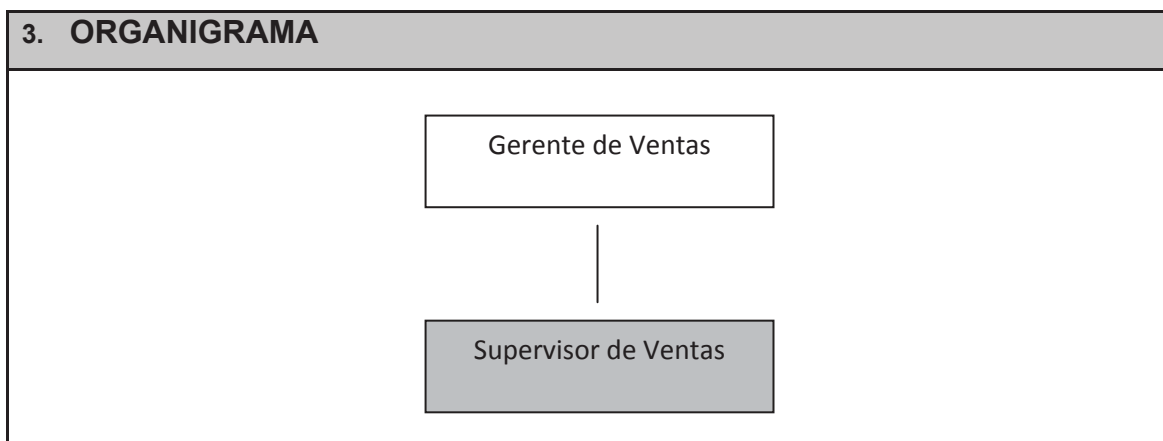 3. ORGANIGRAMA
Gerente de Ventas
Supervisor de Ventas